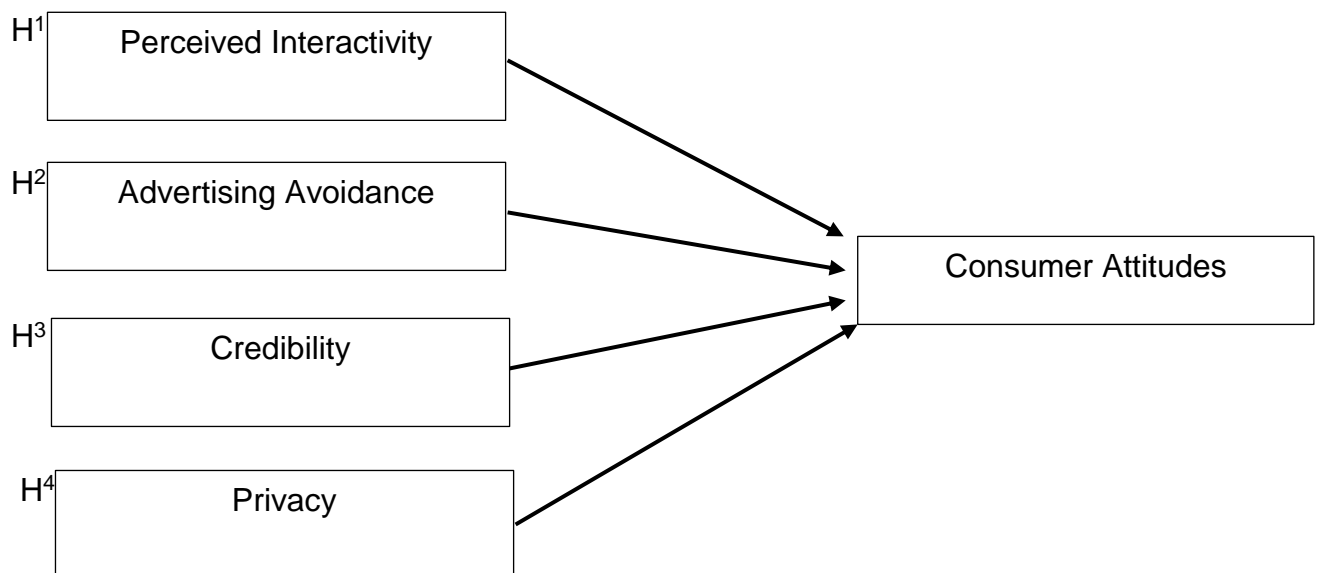 H¹ Perceived Interactivity
H² Advertising Avoidance
Consumer Attitudes
H³ Credibility
H⁴ Privacy